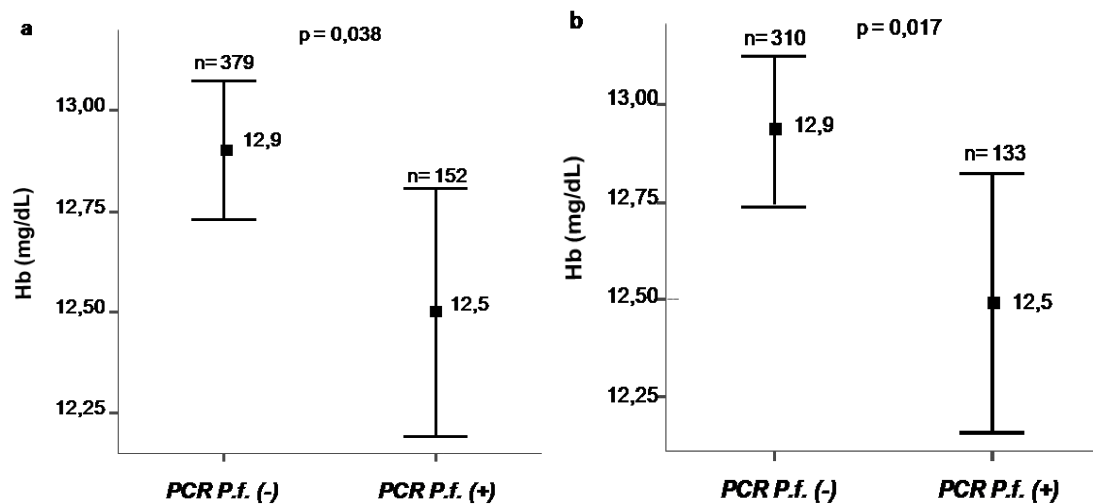 a
p = 0,038
n= 379
13,00
12,9
n= 152
12,75
Hb (mg/dL)
12,50
12,5
12,25
PCR P.f. (-)
PCR P.f. (+)
b
p = 0,017
n= 310
13,00
12,9
n= 133
12,75
Hb (mg/dL)
12,50
12,5
12,25
PCR P.f. (-)
PCR P.f. (+)